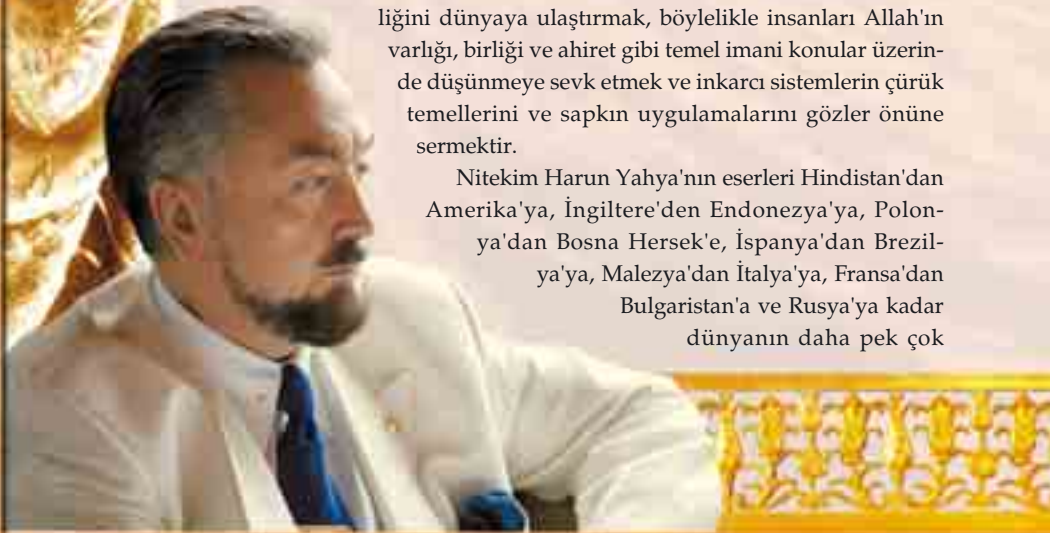 liğini dünyaya ulaştırmak, böylelikle insanları Allah'ın
varlığı, birliği ve ahiret gibi temel imani konular üzerin-
de düşünmeye sevk etmek ve inkarcı sistemlerin çürük
temellerini ve sapkın uygulamalarını gözler önüne
sermektir.
Nitekim Harun Yahya'nın eserleri Hindistan'dan
Amerika'ya, İngiltere'den Endonezya'ya, Polon-
ya'dan Bosna Hersek'e, İspanya'dan Brezil-
ya'ya, Malezya'dan İtalya'ya, Fransa'dan
Bulgaristan'a ve Rusya'ya kadar
dünyanın daha pek çok